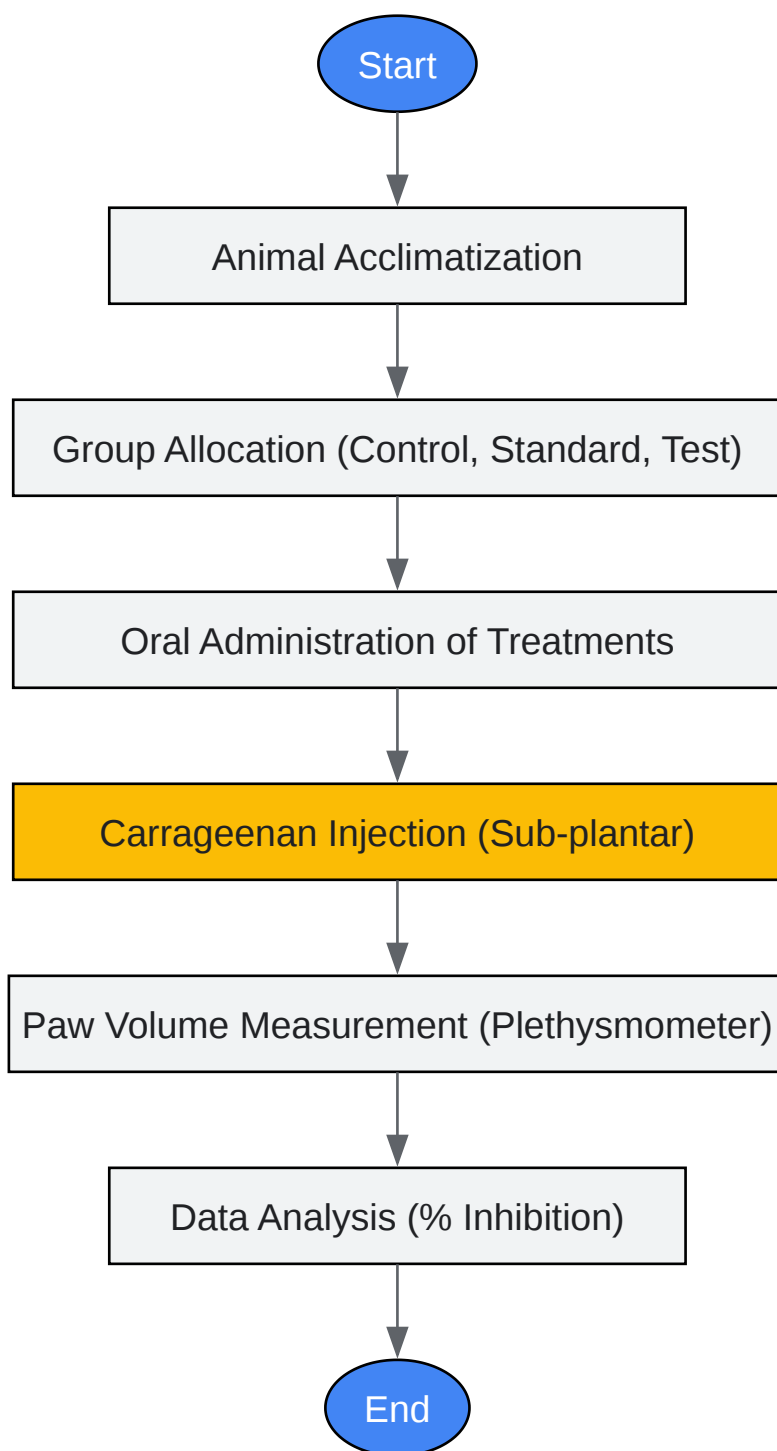 Start
Animal Acclimatization
Group Allocation (Control, Standard, Test)
Oral Administration of Treatments
Carrageenan Injection (Sub-plantar)
Paw Volume Measurement (Plethysmometer)
Data Analysis (% Inhibition)
End